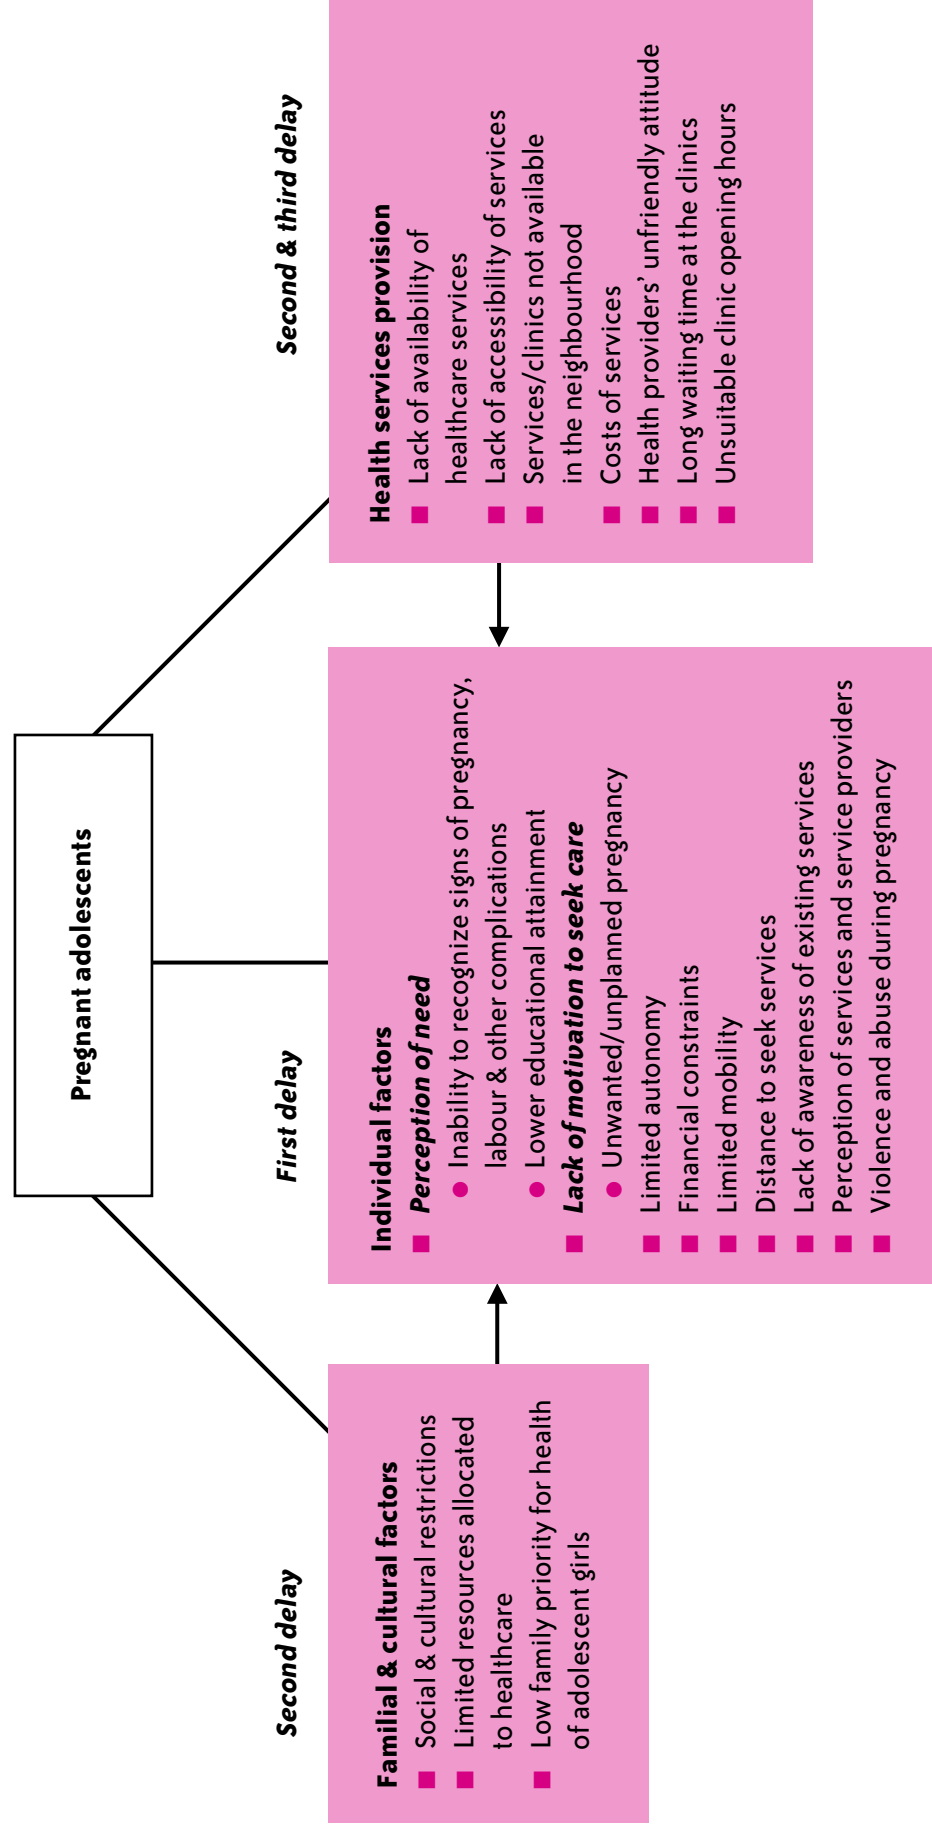 Pregnant adolescents
Second delay
Familial & cultural factors
■ Social & cultural restrictions
■ Limited resources allocated
to healthcare
■ Low family priority for health
of adolescent girls
First delay
Individual factors
■ Perception of need
● Inability to recognize signs of pregnancy,
labour & other complications
● Lower educational attainment
■ Lack of motivation to seek care
● Unwanted/unplanned pregnancy
■ Limited autonomy
■ Financial constraints
■ Limited mobility
■ Distance to seek services
■ Lack of awareness of existing services
■ Perception of services and service providers
■ Violence and abuse during pregnancy
Second & third delay
Health services provision
■ Lack of availability of
healthcare services
■ Lack of accessibility of services
■ Services/clinics not available
in the neighbourhood
■ Costs of services
■ Health providers’ unfriendly attitude
■ Long waiting time at the clinics
■ Unsuitable clinic opening hours